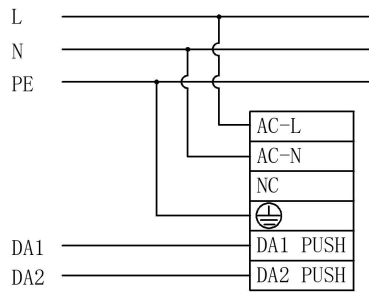 L
N
PE
AC-L
AC-N
NC
DA1
DA1 PUSH
DA2
DA2 PUSH